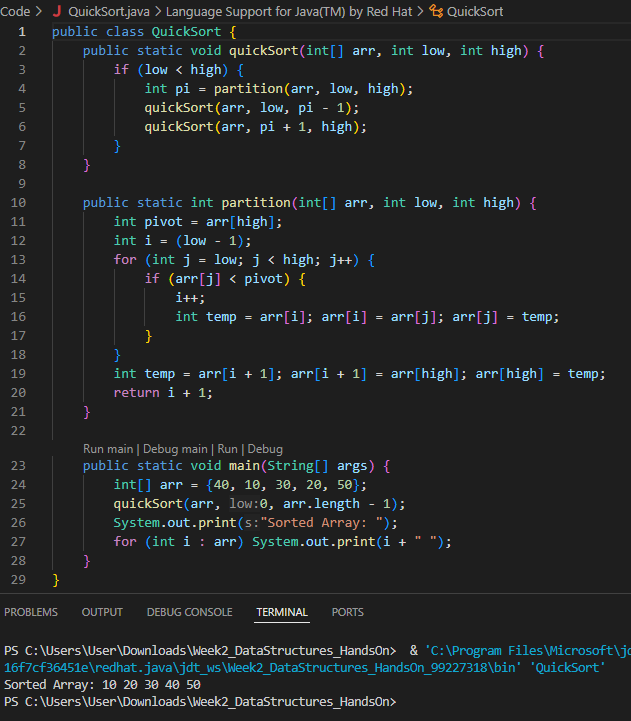 Code > J QuickSort.java > Language Support for Java(TM) by Red Hat > QuickSort
1 public class QuickSort {
2     public static void quickSort(int[] arr, int low, int high) {
3         if (low < high) {
4             int pi = partition(arr, low, high);
5             quickSort(arr, low, pi - 1);
6             quickSort(arr, pi + 1, high);
7         }
8     }
9
10     public static int partition(int[] arr, int low, int high) {
11         int pivot = arr[high];
12         int i = (low - 1);
13         for (int j = low; j < high; j++) {
14             if (arr[j] < pivot) {
15                 i++;
16                 int temp = arr[i]; arr[i] = arr[j]; arr[j] = temp;
17             }
18         }
19         int temp = arr[i + 1]; arr[i + 1] = arr[high]; arr[high] = temp;
20         return i + 1;
21     }
22
Run main | Debug main | Run | Debug
23     public static void main(String[] args) {
24         int[] arr = {40, 10, 30, 20, 50};
25         quickSort(arr, low:0, arr.length - 1);
26         System.out.print(s:"Sorted Array: ");
27         for (int i : arr) System.out.print(i + " ");
28     }
29 }
PROBLEMS OUTPUT DEBUG CONSOLE TERMINAL PORTS
PS C:\Users\User\Downloads\Week2_DataStructures_HandsOn>  & 'C:\Program Files\Microsoft\jd
16f7cf36451e\redhat.java\jdt_ws\Week2_DataStructures_HandsOn_99227318\bin' 'QuickSort'
Sorted Array: 10 20 30 40 50
PS C:\Users\User\Downloads\Week2_DataStructures_HandsOn>